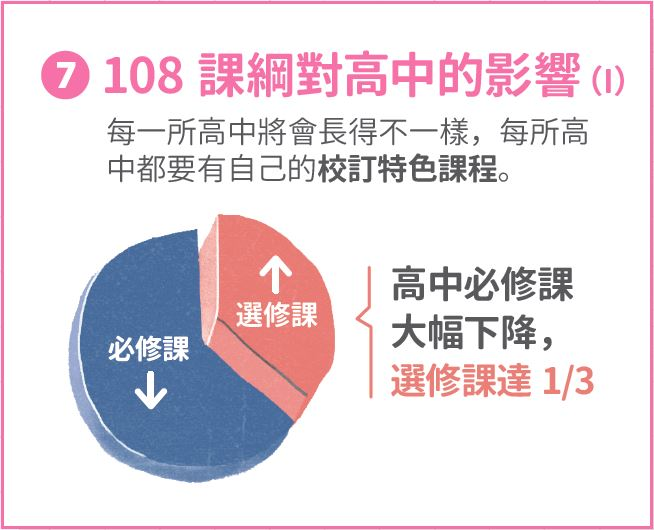 7 108 課綱對高中的影響（I）
每一所高中將會長得不一樣，每所高
中都要有自己的校訂特色課程。
選修課
必修課
高中必修課
大幅下降，
選修課達 1/3